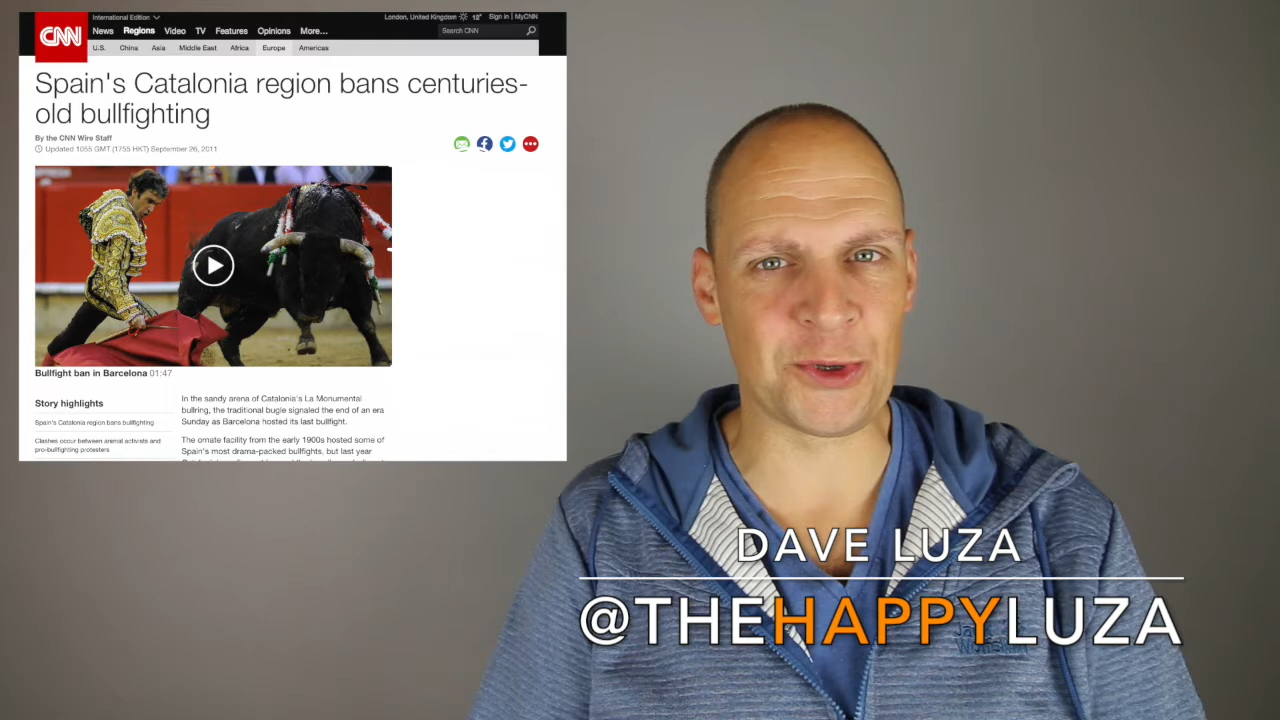 International Edition
London, United Kingdom 12° Sign in | MyCNN
CNN
News Regions Video TV Features Opinions More...
Search CNN
U.S. China Asia Middle East Africa Europe Americas
Spain's Catalonia region bans centuries-
old bullfighting
By the CNN Wire Staff
Updated 1055 GMT (1755 HKT) September 26, 2011
Bullfight ban in Barcelona 01:47
Story highlights
Spain's Catalonia region bans bullfighting
Clashes occur between animal activists and
pro-bullfighting protesters
In the sandy arena of Catalonia's La Monumental
bullring, the traditional bugle signaled the end of an era
Sunday as Barcelona hosted its last bullfight.
The ornate facility from the early 1900s hosted some of
Spain's most drama-packed bullfights, but last year
DAVE LUZA
@THEHAPPYLUZA